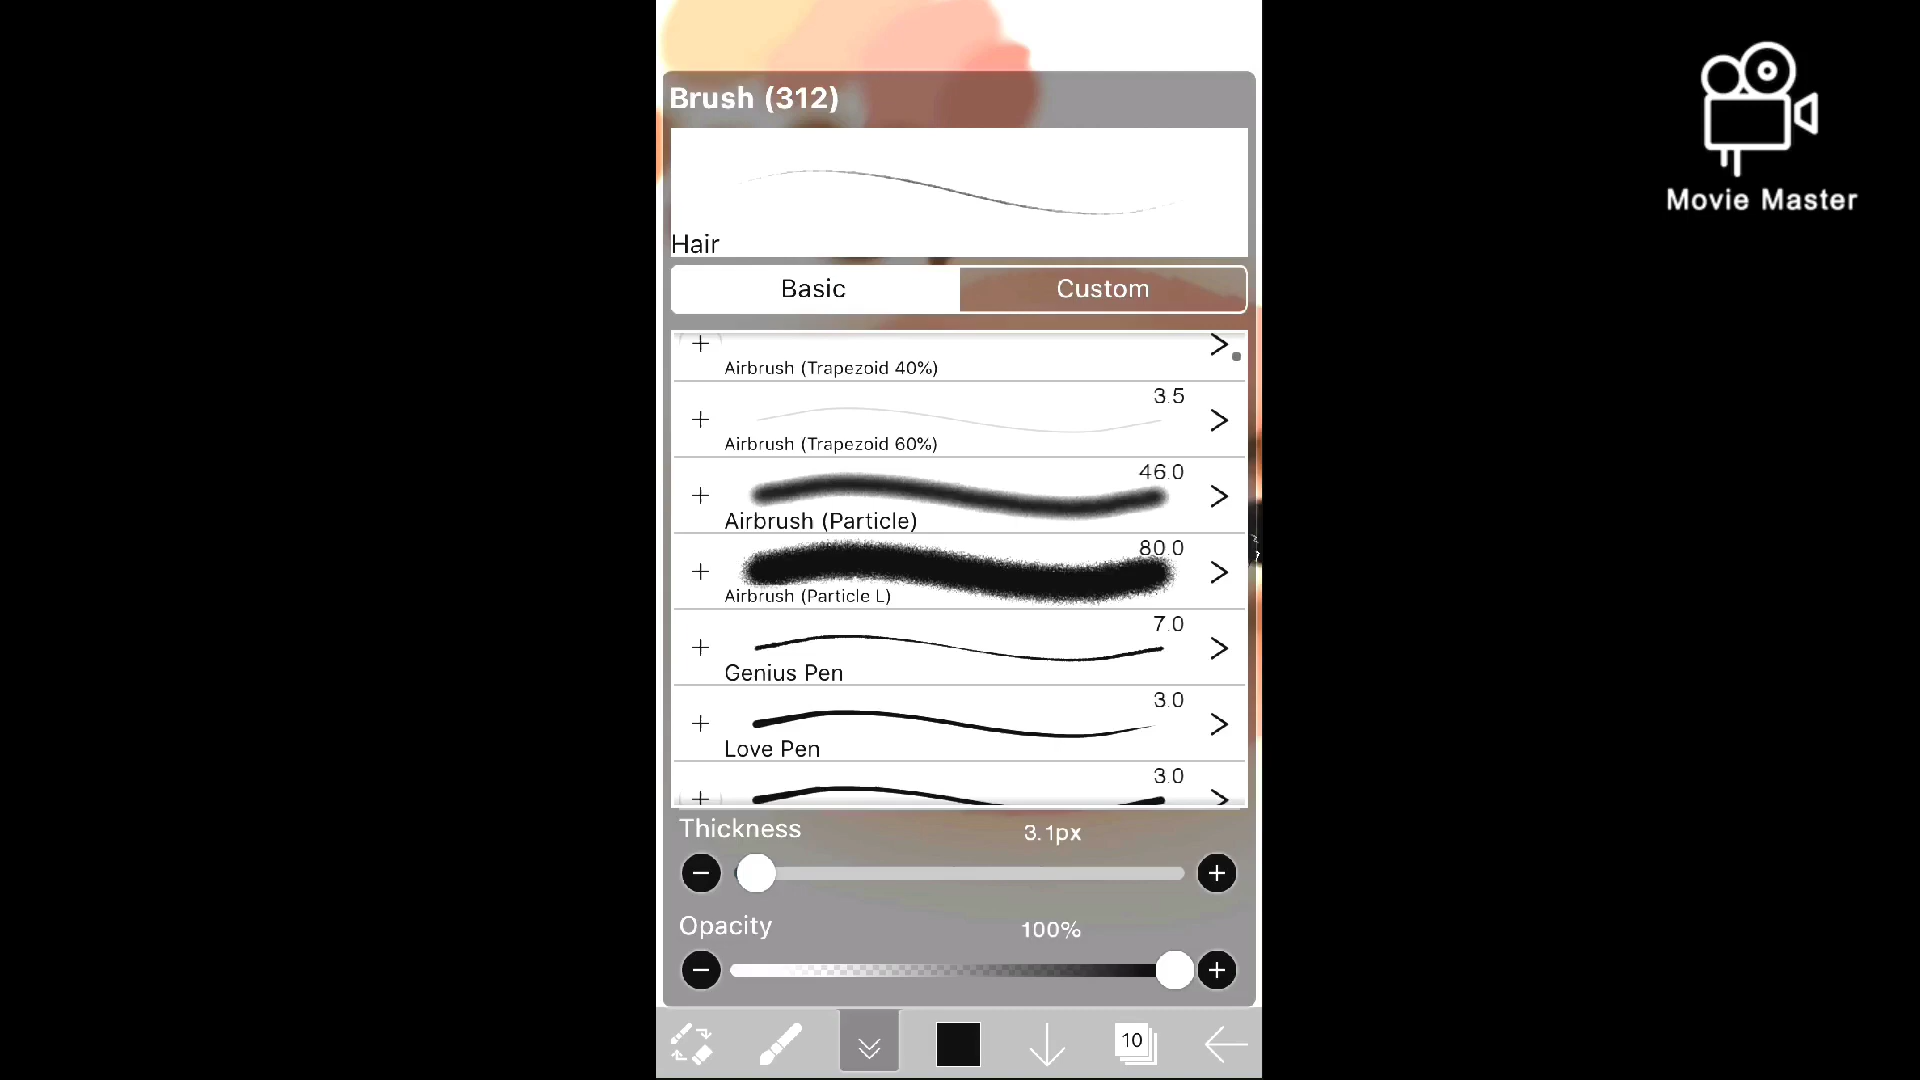 Brush (312)
Movie Master
Hair
Basic
Custom
Airbrush (Trapezoid 40%)
3.5
Airbrush (Trapezoid 60%)
46.0
Airbrush (Particle)
80.0
Airbrush (Particle L)
7.0
Genius Pen
3.0
Love Pen
3.0
Thickness
3.1px
Opacity
100%
10